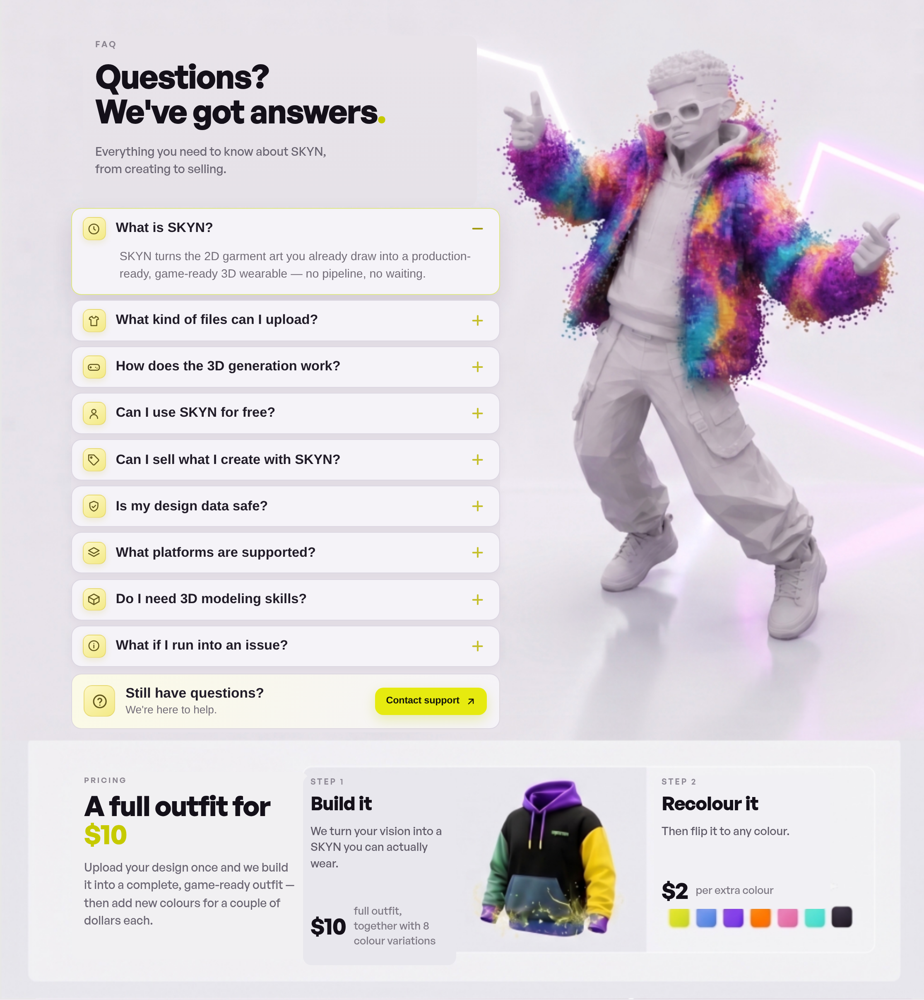 FAQ
Questions?
We've got answers.
Everything you need to know about SKYN,
from creating to selling.
What is SKYN?
SKYN turns the 2D garment art you already draw into a production-
ready, game-ready 3D wearable — no pipeline, no waiting.
What kind of files can I upload?
How does the 3D generation work?
Can I use SKYN for free?
Can I sell what I create with SKYN?
Is my design data safe?
What platforms are supported?
Do I need 3D modeling skills?
What if I run into an issue?
Still have questions?
We're here to help.
Contact support
PRICING
A full outfit for
$10
Upload your design once and we build
it into a complete, game-ready outfit —
then add new colours for a couple of
dollars each.
STEP 1
Build it
We turn your vision into a
SKYN you can actually
wear.
$10
full outfit,
together with 8
colour variations
STEP 2
Recolour it
Then flip it to any colour.
$2 per extra colour